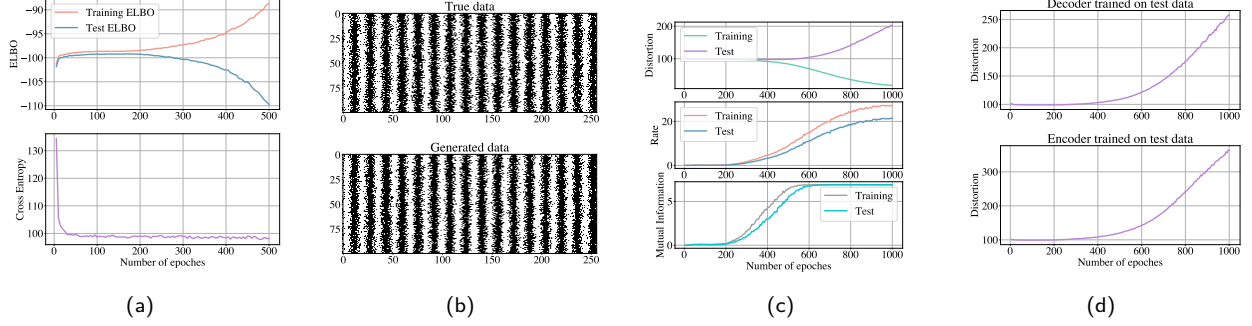 −90
−95
−100
−105
−110
ELBO
Training ELBO
Test ELBO
0 100 200 300 400 500
130
120
110
100
Cross Entropy
0 100 200 300 400 500
Number of epoches
(a)
True data
0
25
50
75
0 50 100 150 200 250
Generated data
0
25
50
75
0 50 100 150 200 250
(b)
200
100
Distortion
Training
Test
0 200 400 600 800 1000
20
0
Rate
Training
Test
0 200 400 600 800 1000
5
0
Mutual Information
Training
Test
0 200 400 600 800 1000
Number of epoches
(c)
Decoder trained on test data
250
200
150
100
Distortion
0 200 400 600 800 1000
Encoder trained on test data
300
200
100
Distortion
0 200 400 600 800 1000
Number of epoches
(d)